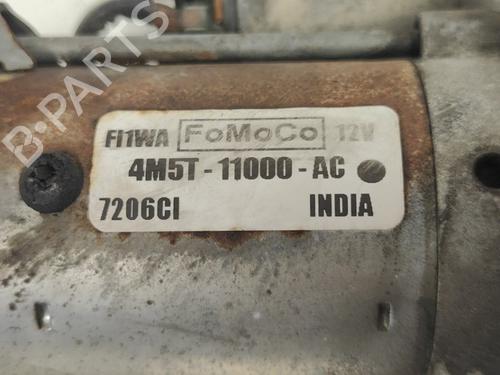 FI1WA FoMoCo 12V
4M5T-11000-AC
7206CI INDIA
B-PARTS